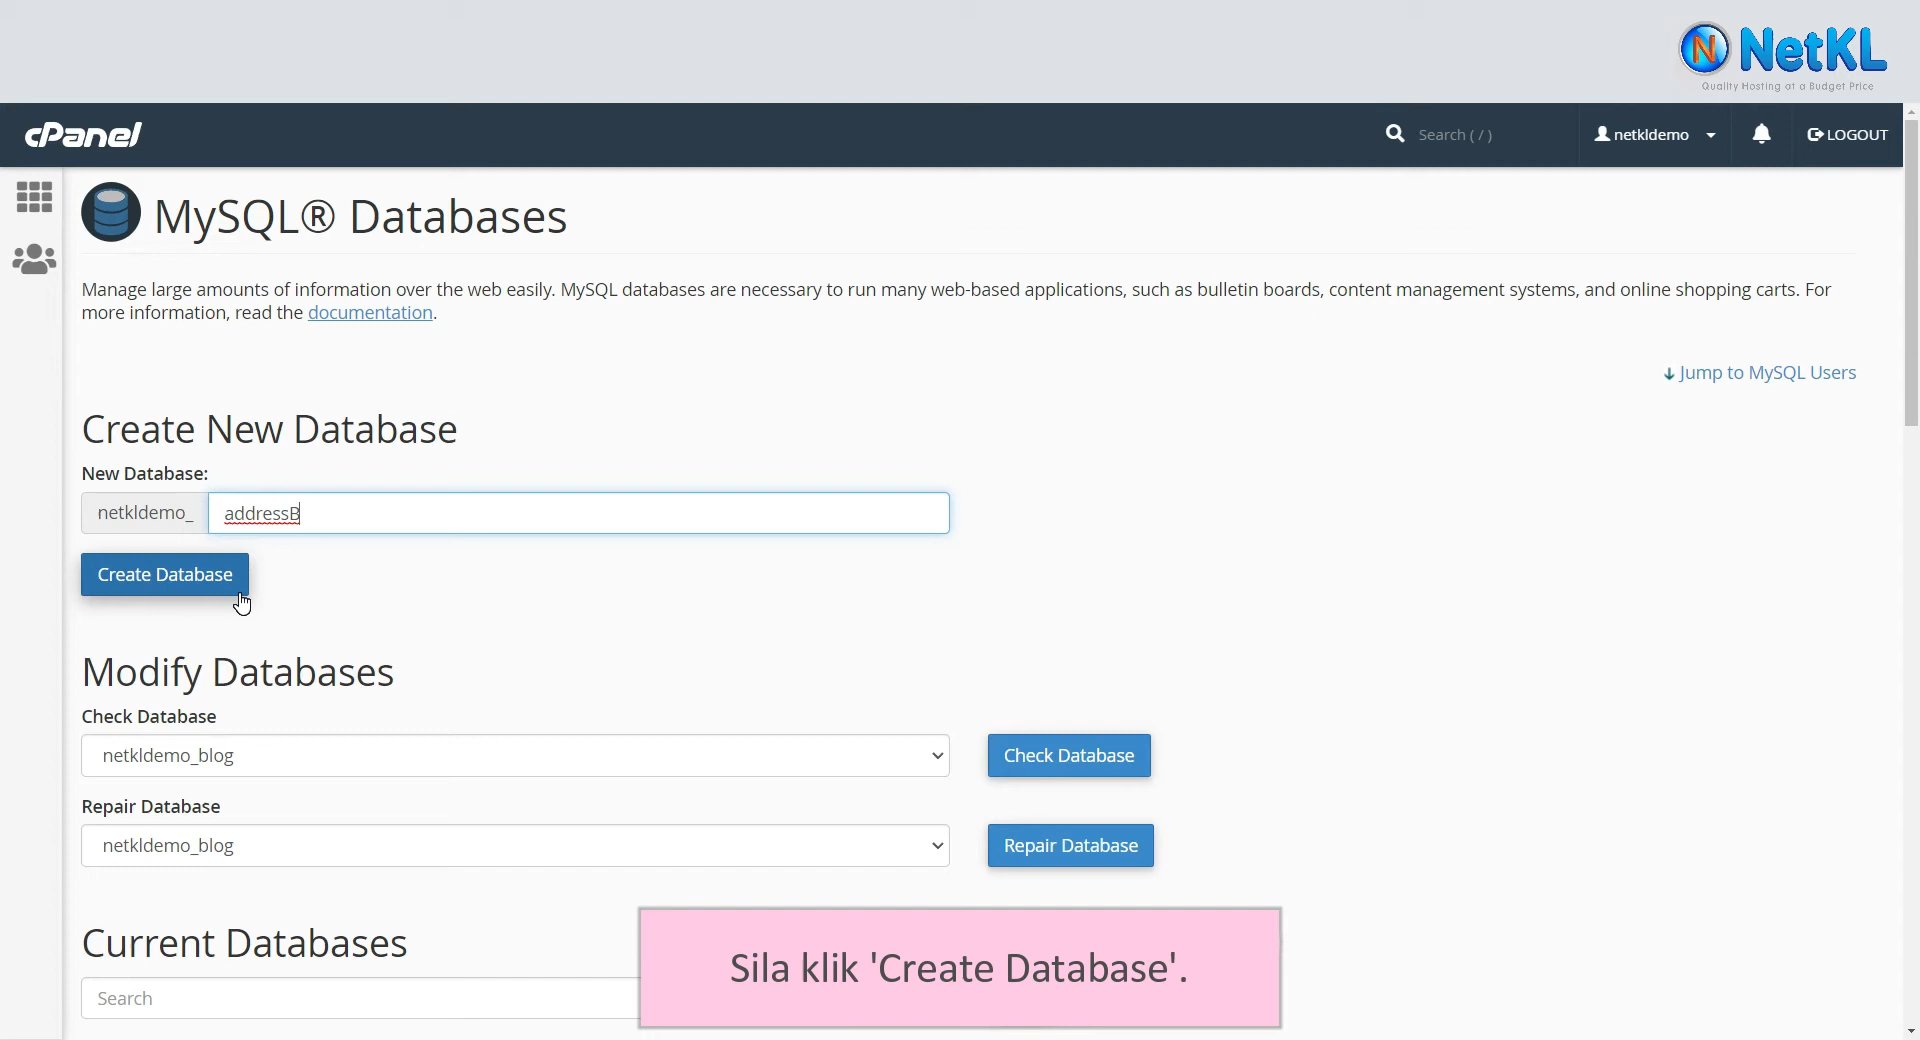 N NetKL
Quality Hosting at a Budget Price
cPanel
Search ( / )
netkldemo
LOGOUT
MySQL® Databases
Manage large amounts of information over the web easily. MySQL databases are necessary to run many web-based applications, such as bulletin boards, content management systems, and online shopping carts. For
more information, read the documentation.
Jump to MySQL Users
Create New Database
New Database:
netkldemo_ addressB
Create Database
Modify Databases
Check Database
netkldemo_blog
Check Database
Repair Database
netkldemo_blog
Repair Database
Current Databases
Search
Sila klik 'Create Database'.